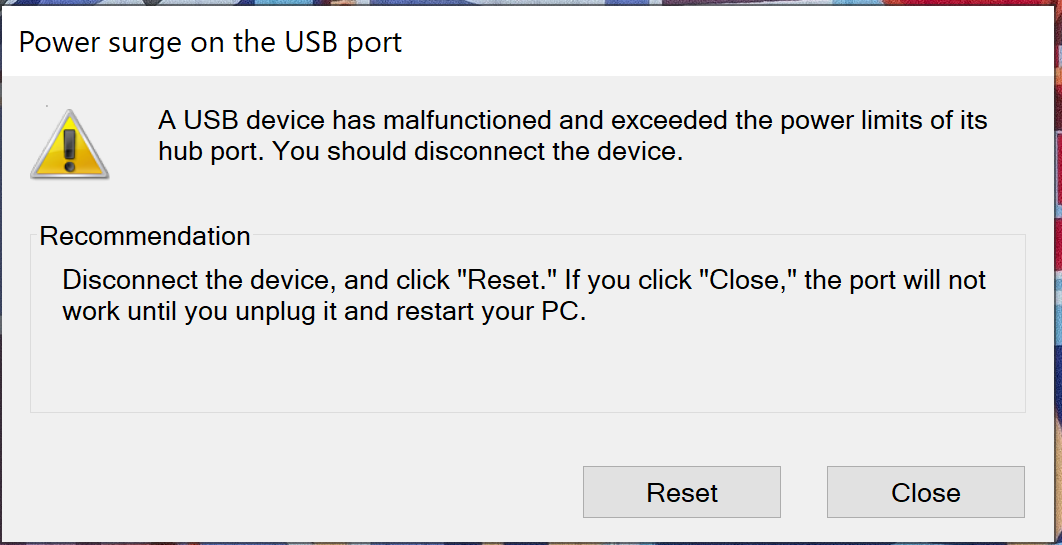 Power surge on the USB port
A USB device has malfunctioned and exceeded the power limits of its
hub port. You should disconnect the device.
Recommendation
Disconnect the device, and click "Reset." If you click "Close," the port will not
work until you unplug it and restart your PC.
Reset
Close